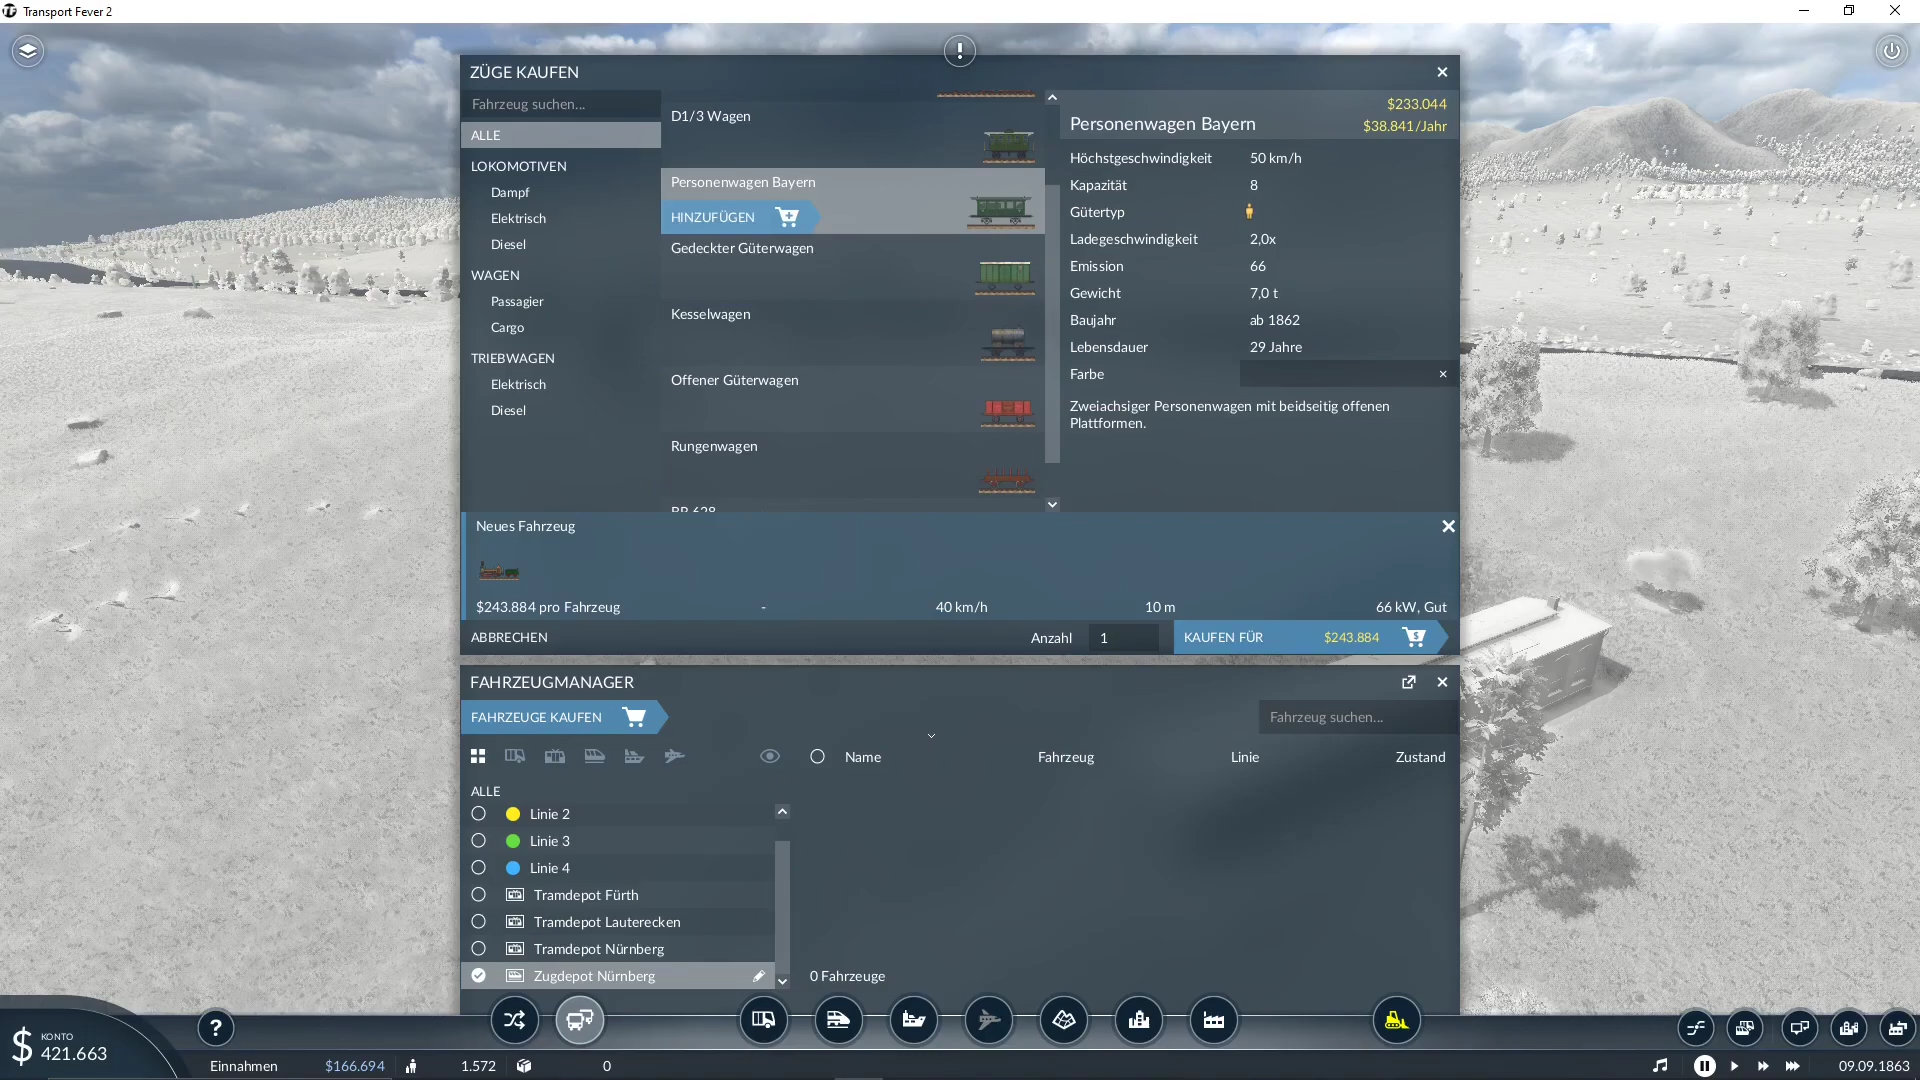 Transport Fever 2
ZÜGE KAUFEN
Fahrzeug suchen...
ALLE
LOKOMOTIVEN
Dampf
Elektrisch
Diesel
WAGEN
Passagier
Cargo
TRIEBWAGEN
Elektrisch
Diesel
D1/3 Wagen
Personenwagen Bayern
HINZUFÜGEN
Gedeckter Güterwagen
Kesselwagen
Offener Güterwagen
Rungenwagen
BR 628
$233.044
Personenwagen Bayern
$38.841/Jahr
Höchstgeschwindigkeit 50 km/h
Kapazität 8
Gütertyp
Ladegeschwindigkeit 2,0x
Emission 66
Gewicht 7,0 t
Baujahr ab 1862
Lebensdauer 29 Jahre
Farbe
Zweiachsiger Personenwagen mit beidseitig offenen
Plattformen.
Neues Fahrzeug
$243.884 pro Fahrzeug - 40 km/h 10 m 66 kW, Gut
ABBRECHEN Anzahl 1 KAUFEN FÜR $243.884
FAHRZEUGMANAGER
FAHRZEUGE KAUFEN
Fahrzeug suchen...
Name Fahrzeug Linie Zustand
ALLE
Linie 2
Linie 3
Linie 4
Tramdepot Fürth
Tramdepot Lauterecken
Tramdepot Nürnberg
Zugdepot Nürnberg
0 Fahrzeuge
KONTO
$ 421.663
?
Einnahmen $166.694 1.572 0
09.09.1863